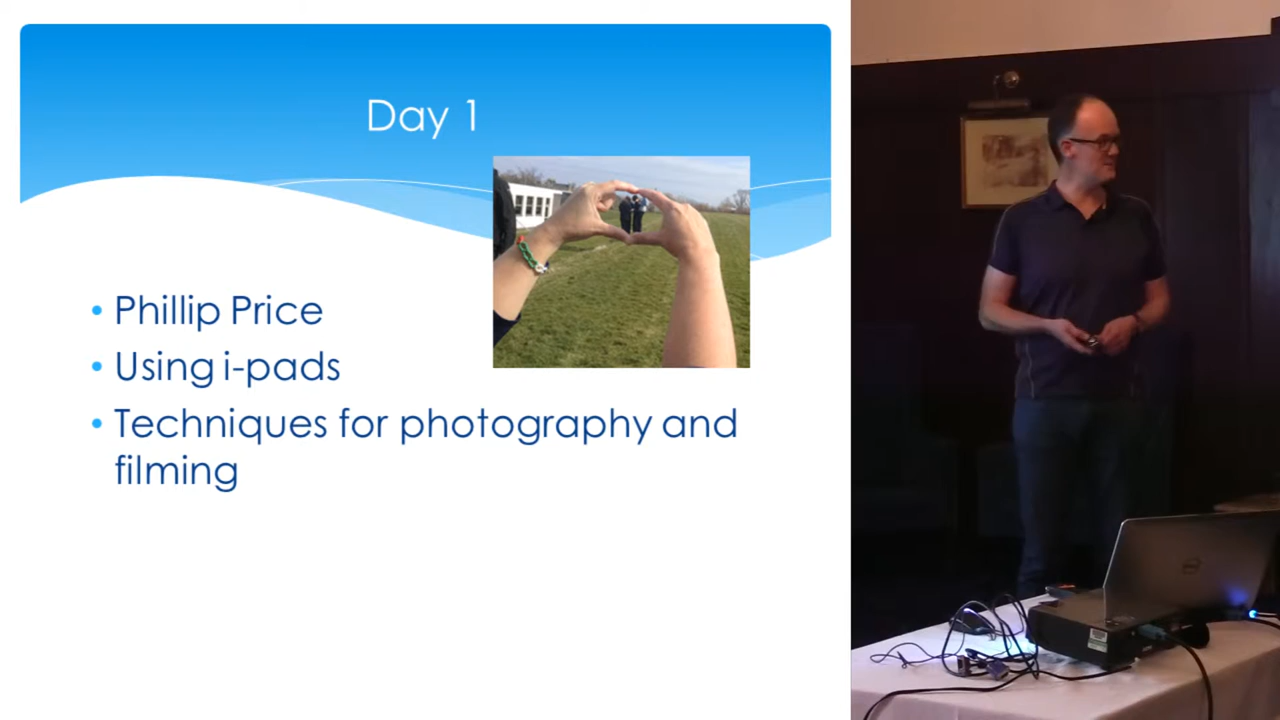 Day 1
• Phillip Price
• Using i-pads
• Techniques for photography and
filming